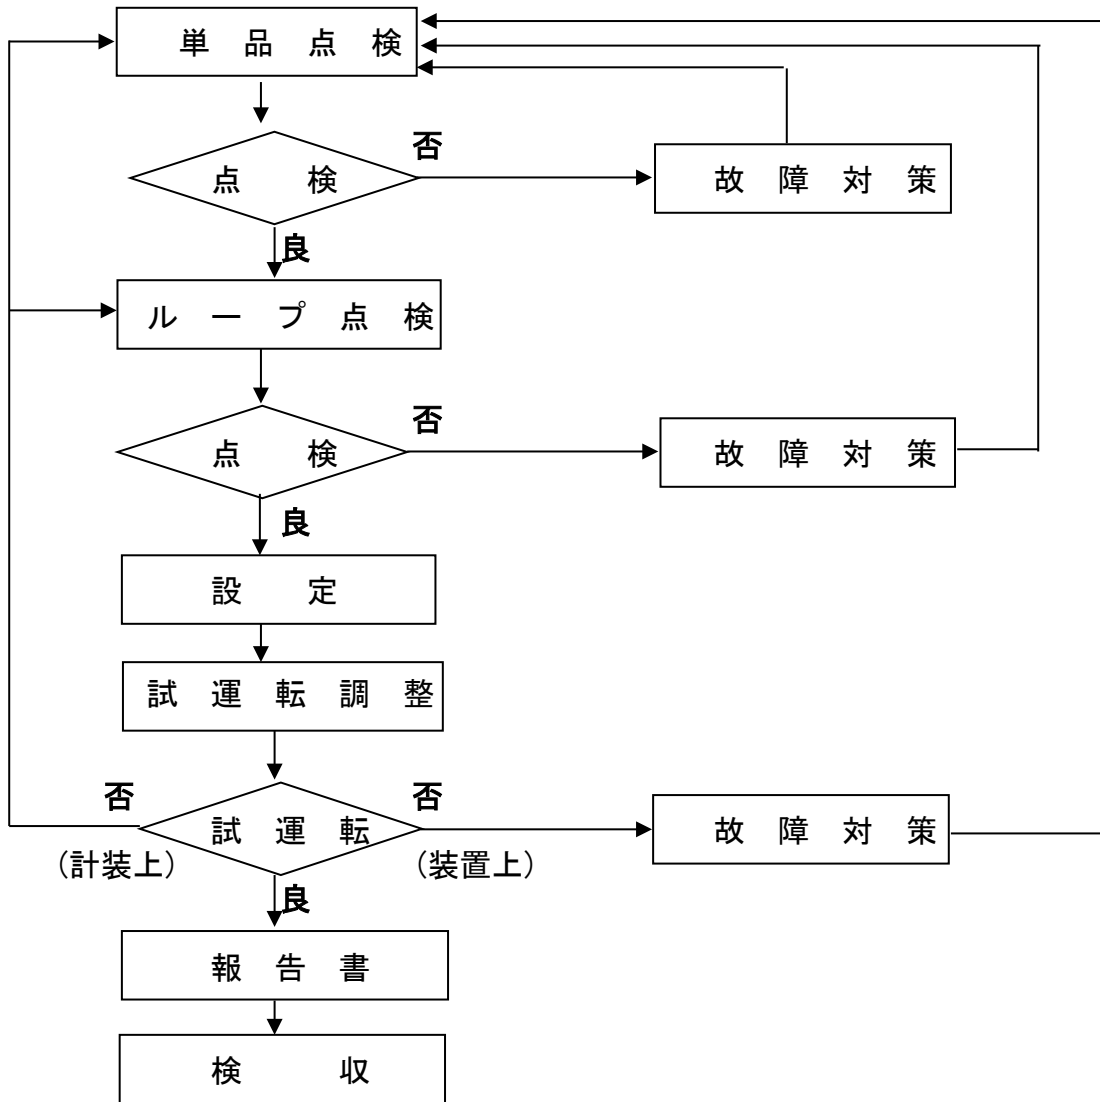 単品点検
否
点検
故障対策
良
ループ点検
否
点検
故障対策
良
設定
試運転調整
否
否
試運転
故障対策
（計装上）
（装置上）
良
報告書
検収